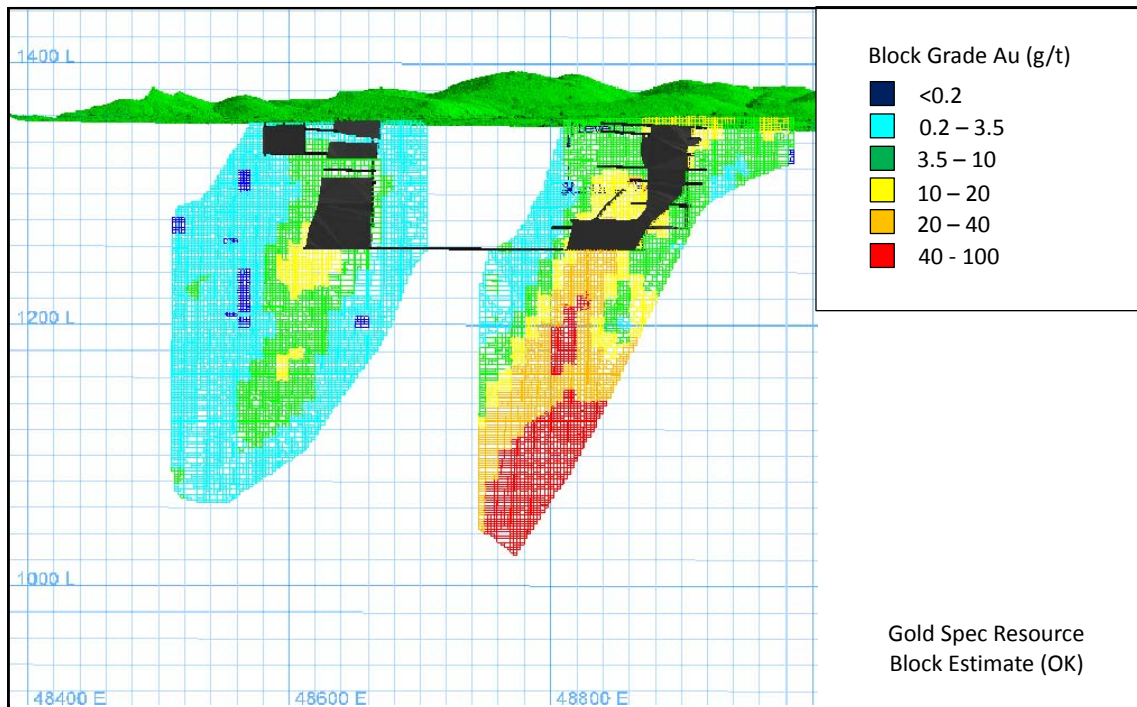 1400 L
Block Grade Au (g/t)
<0.2
0.2 – 3.5
3.5 – 10
10 – 20
20 – 40
40 - 100
1200 L
1000 L
Gold Spec Resource
Block Estimate (OK)
48400 E
48600 E
48800 E